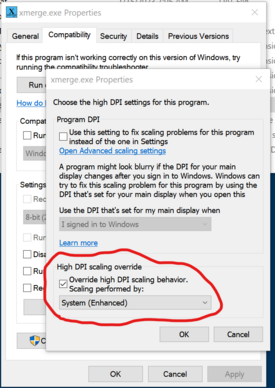 xmerge.exe Properties
General
Compatibility
Security
Details
Previous Versions
If this program isn't working correctly on this version of Windows, try
running the compatibility troubleshooter.
Run
How do
xmerge.exe Properties
Choose the high DPI settings for this program.
Program DPI
Use this setting to fix scaling problems for this program
instead of the one in Settings
Open Advanced scaling settings
A program might look blurry if the DPI for your main
display changes after you sign in to Windows. Windows can
try to fix this scaling problem for this program by using the
DPI that's set for your main display when you open this
Use the DPI that's set for my main display when
I signed in to Windows
Learn more
High DPI scaling override
Override high DPI scaling behavior.
Scaling performed by:
System (Enhanced)
OK
Cancel
Compa
Run
Windo
Settings
8-bit (
Run
Disa
Run
OK
Cancel
Apply